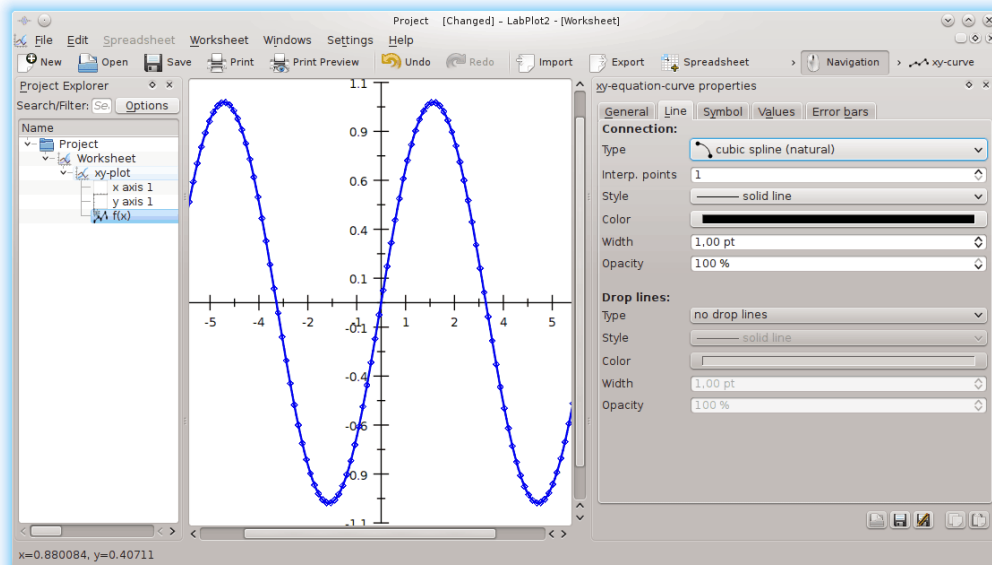 Project [Changed] – LabPlot2 – [Worksheet]
File Edit Spreadsheet Worksheet Windows Settings Help
New Open Save Print Print Preview Undo Redo Import Export Spreadsheet Navigation xy-curve
Project Explorer
Search/Filter: Se. Options
Name
Project
Worksheet
xy-plot
x axis 1
y axis 1
f(x)
1.1
0.9
0.6
0.4
0.1
-5 -4 -2 -1 1 2 4 5
-0.1
-0.4
-0.6
-0.9
-1.1
xy-equation-curve properties
General Line Symbol Values Error bars
Connection:
Type cubic spline (natural)
Interp. points 1
Style solid line
Color
Width 1,00 pt
Opacity 100 %
Drop lines:
Type no drop lines
Style solid line
Color
Width 1,00 pt
Opacity 100 %
x=0.880084, y=0.40711